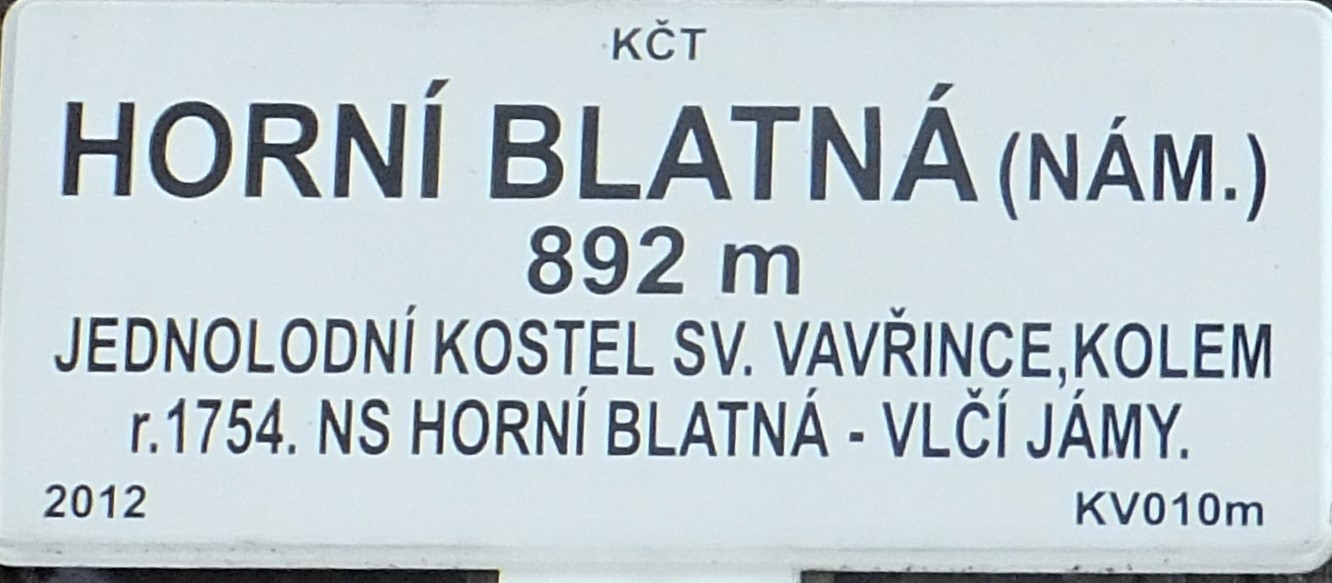 KČT
HORNÍ BLATNÁ (NÁM.)
892 m
JEDNOLODNÍ KOSTEL SV. VAVŘINCE,KOLEM
r.1754. NS HORNÍ BLATNÁ - VLČÍ JÁMY.
2012 KV010m